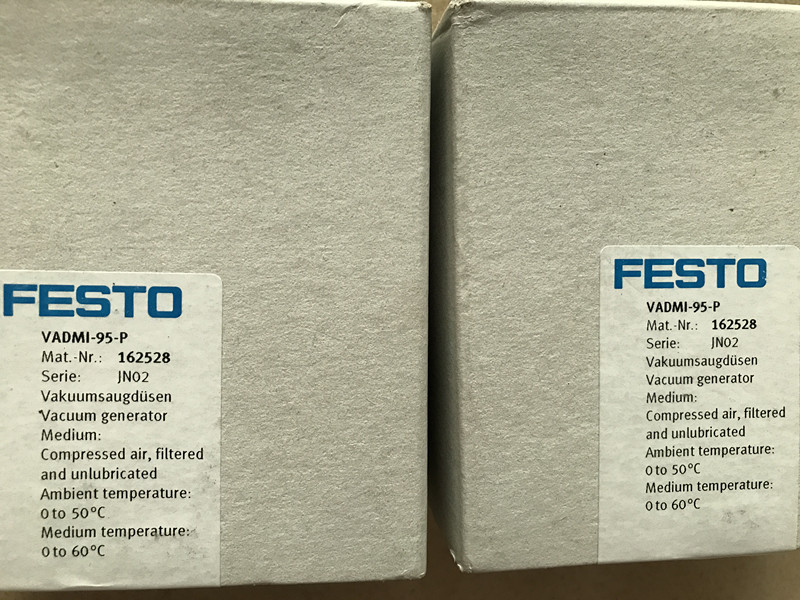 FESTO
VADMI-95-P
Mat.-Nr.: 162528
Serie: JN02
Vakuumsaugdüsen
Vacuum generator
Medium:
Compressed air, filtered
and unlubricated
Ambient temperature:
0 to 50°C
Medium temperature:
0 to 60°C
FESTO
VADMI-95-P
Mat.-Nr.: 162528
Serie: JN02
Vakuumsaugdüsen
Vacuum generator
Medium:
Compressed air, filtered
and unlubricated
Ambient temperature:
0 to 50°C
Medium temperature:
0 to 60°C